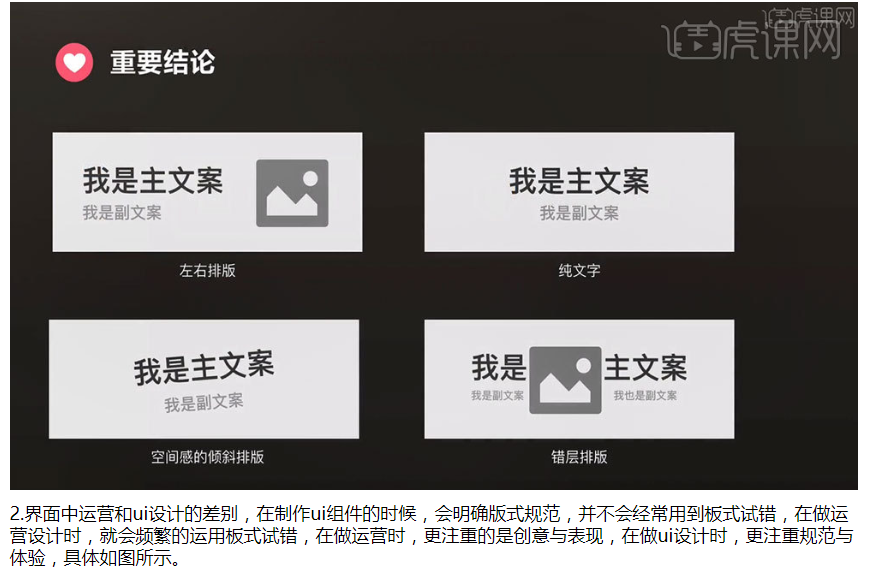 虎课网
虎课网
重要结论
我是主文案
我是副文案
左右排版
我是主文案
我是副文案
纯文字
我是主文案
我是副文案
空间感的倾斜排版
我是 主文案
我是副文案 我也是副文案
错层排版
2.界面中运营和ui设计的差别，在制作ui组件的时候，会明确版式规范，并不会经常用到板式试错，在做运
营设计时，就会频繁的运用板式试错，在做运营时，更注重的是创意与表现，在做ui设计时，更注重规范与
体验，具体如图所示。